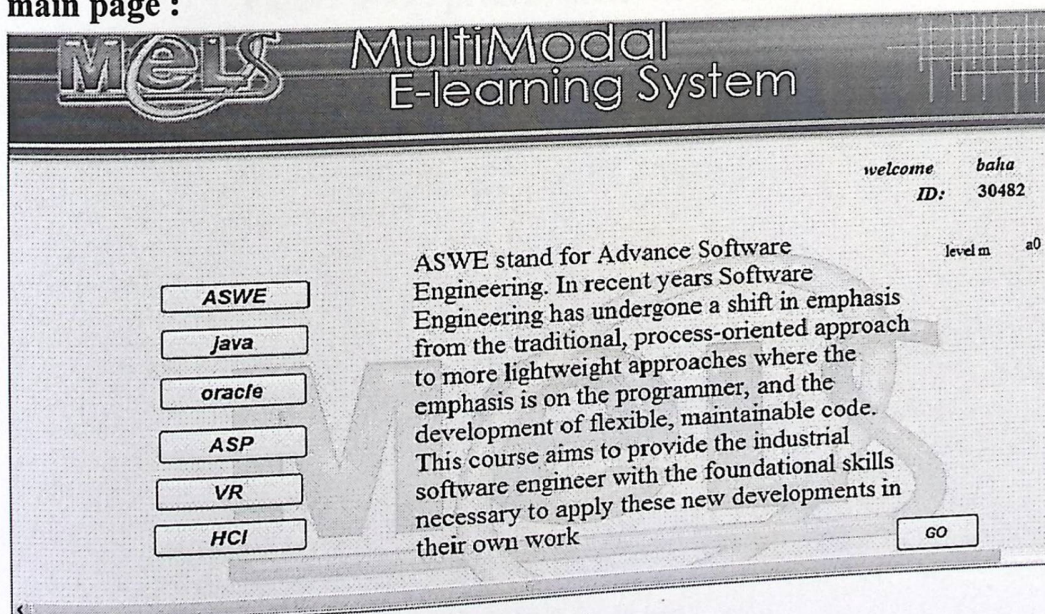 main page :
MeLS
MultiModal
E-learning System
welcome baha
ID: 30482
level m a0
ASWE
java
oracle
ASP
VR
HCI
ASWE stand for Advance Software
Engineering. In recent years Software
Engineering has undergone a shift in emphasis
from the traditional, process-oriented approach
to more lightweight approaches where the
emphasis is on the programmer, and the
development of flexible, maintainable code.
This course aims to provide the industrial
software engineer with the foundational skills
necessary to apply these new developments in
their own work
GO